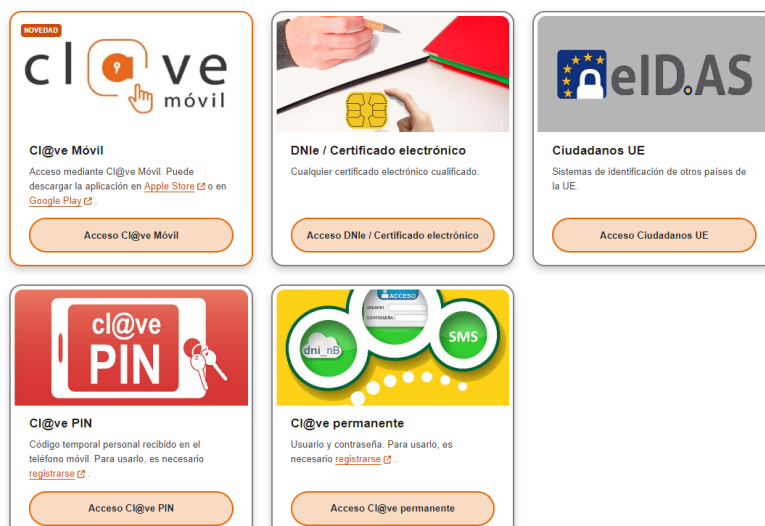 NOVEDAD
cl@ve
móvil
Cl@ve Móvil
Acceso mediante Cl@ve Móvil. Puede
descargar la aplicación en Apple Store o en
Google Play .
Acceso Cl@ve Móvil
DNIe / Certificado electrónico
Cualquier certificado electrónico cualificado.
Acceso DNIe / Certificado electrónico
eID.AS
Ciudadanos UE
Sistemas de identificación de otros países de
la UE.
Acceso Ciudadanos UE
cl@ve
PIN
Cl@ve PIN
Código temporal personal recibido en el
teléfono móvil. Para usarlo, es necesario
registrarse .
Acceso Cl@ve PIN
ACCESO
USUARIO
CONTRASEÑA
dni_nB
SMS
Cl@ve permanente
Usuario y contraseña. Para usarlo, es
necesario registrarse .
Acceso Cl@ve permanente